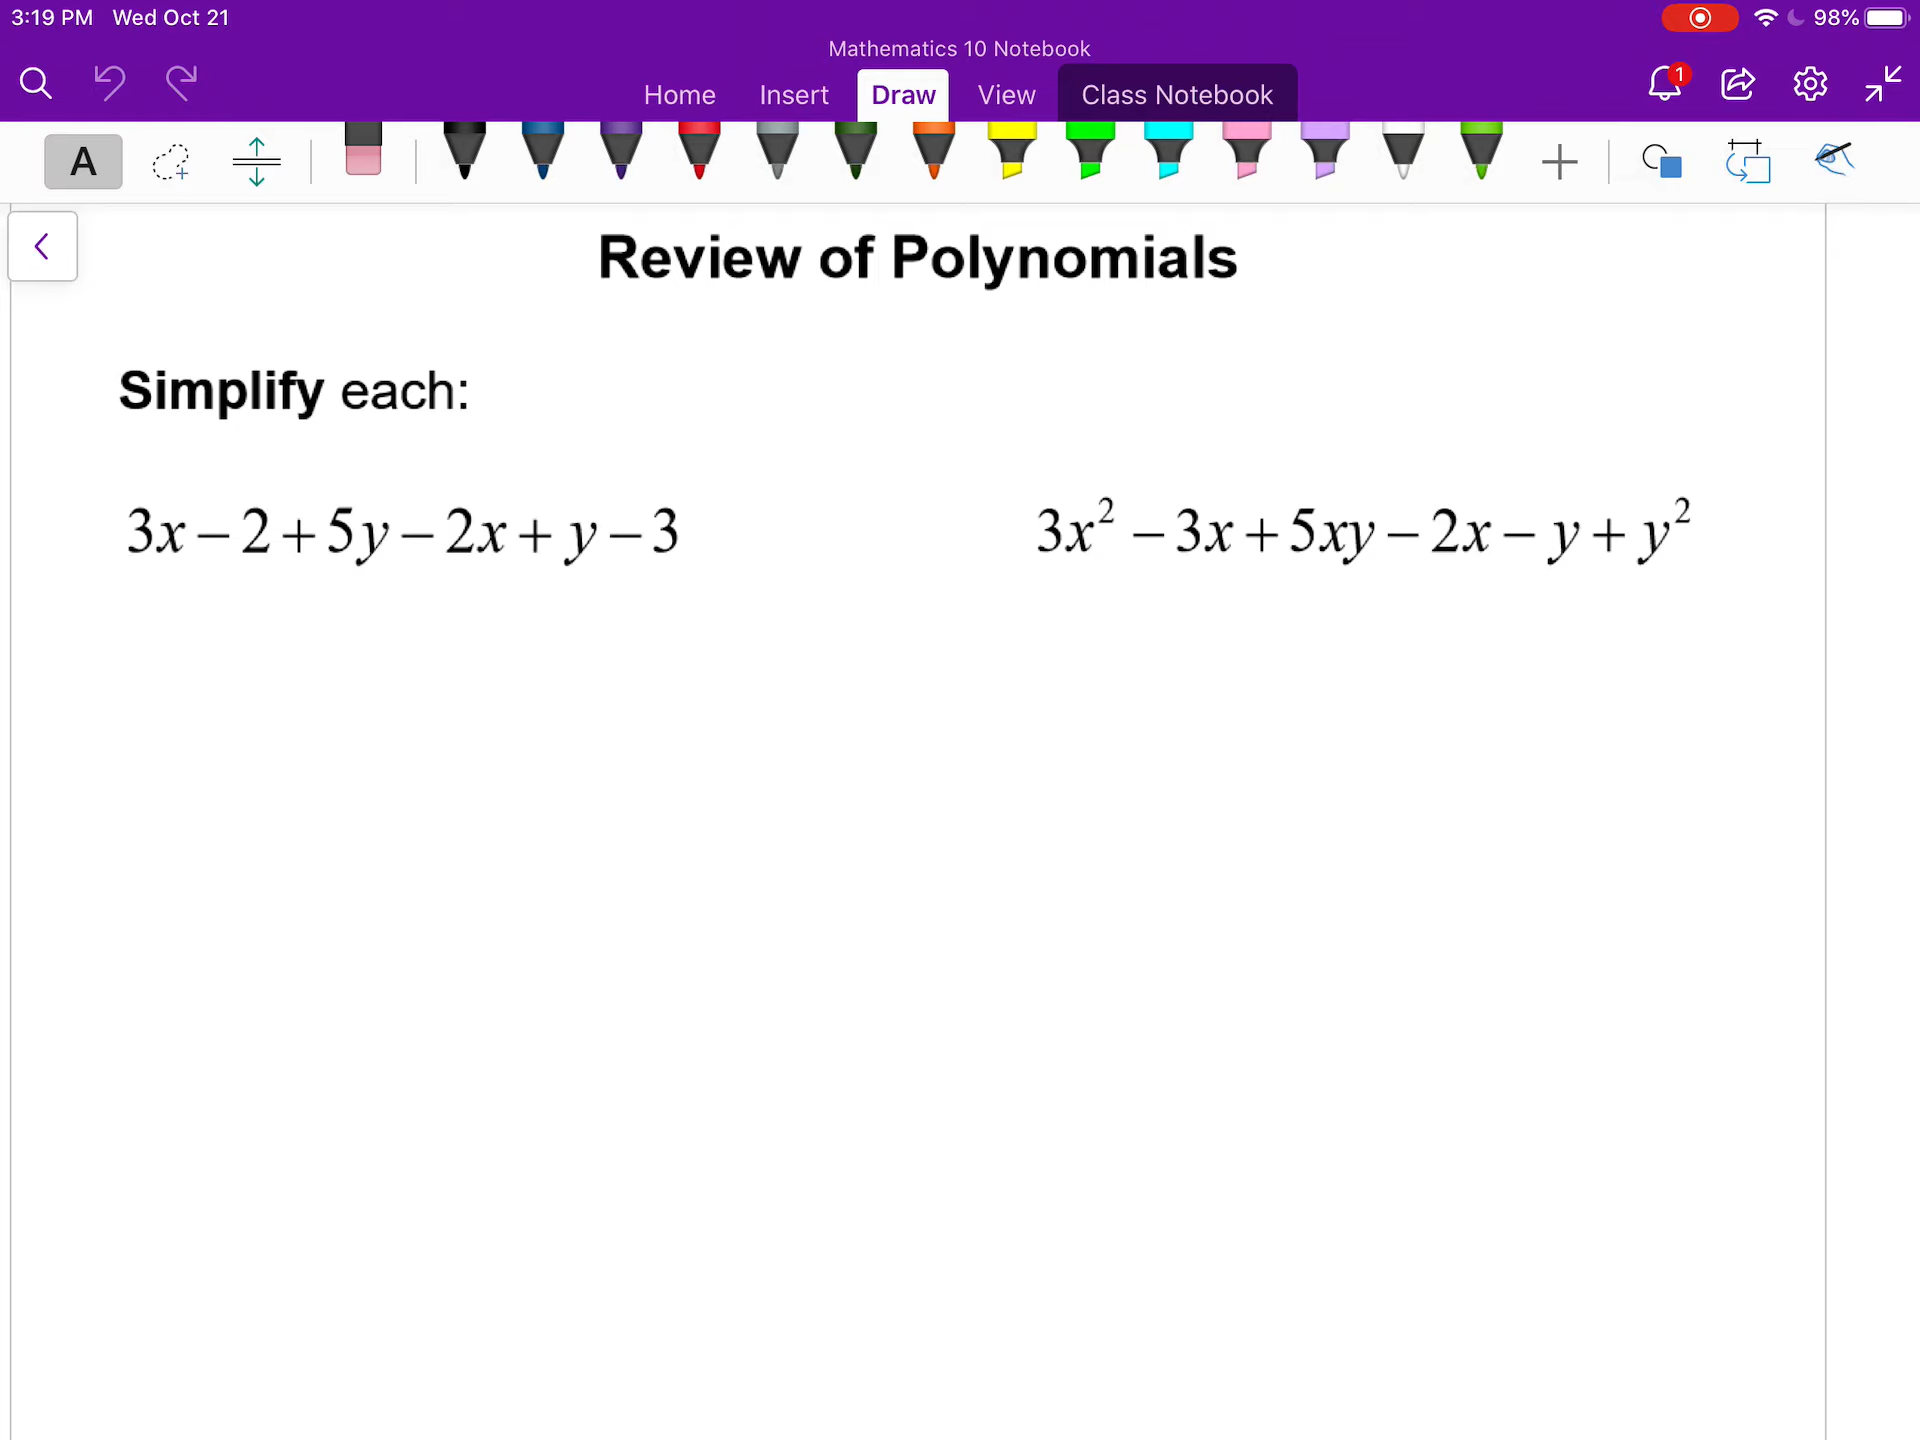 3:19 PM Wed Oct 21 98%
Mathematics 10 Notebook
Home Insert Draw View Class Notebook 1
A
Review of Polynomials
Simplify each:
3x − 2 + 5y − 2x + y − 3 3x² − 3x + 5xy − 2x − y + y²